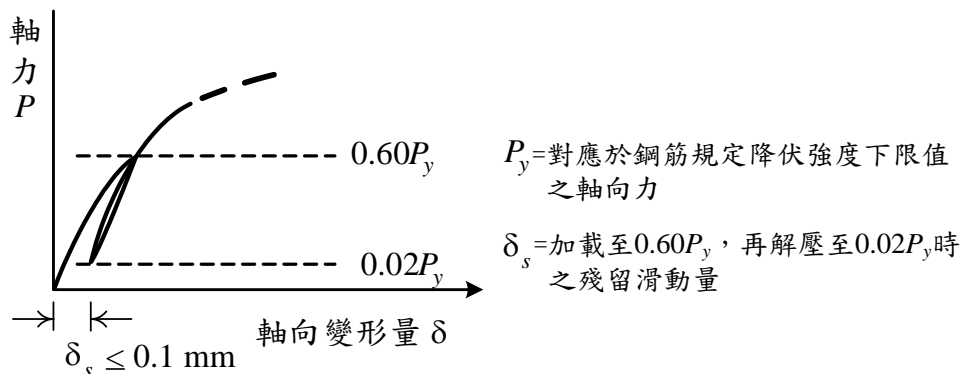 軸
力
P
0.60Py
0.02Py
軸向變形量 δ
δs ≤ 0.1 mm
Py=對應於鋼筋規定降伏強度下限值
之軸向力
δs=加載至0.60Py,再解壓至0.02Py時
之殘留滑動量